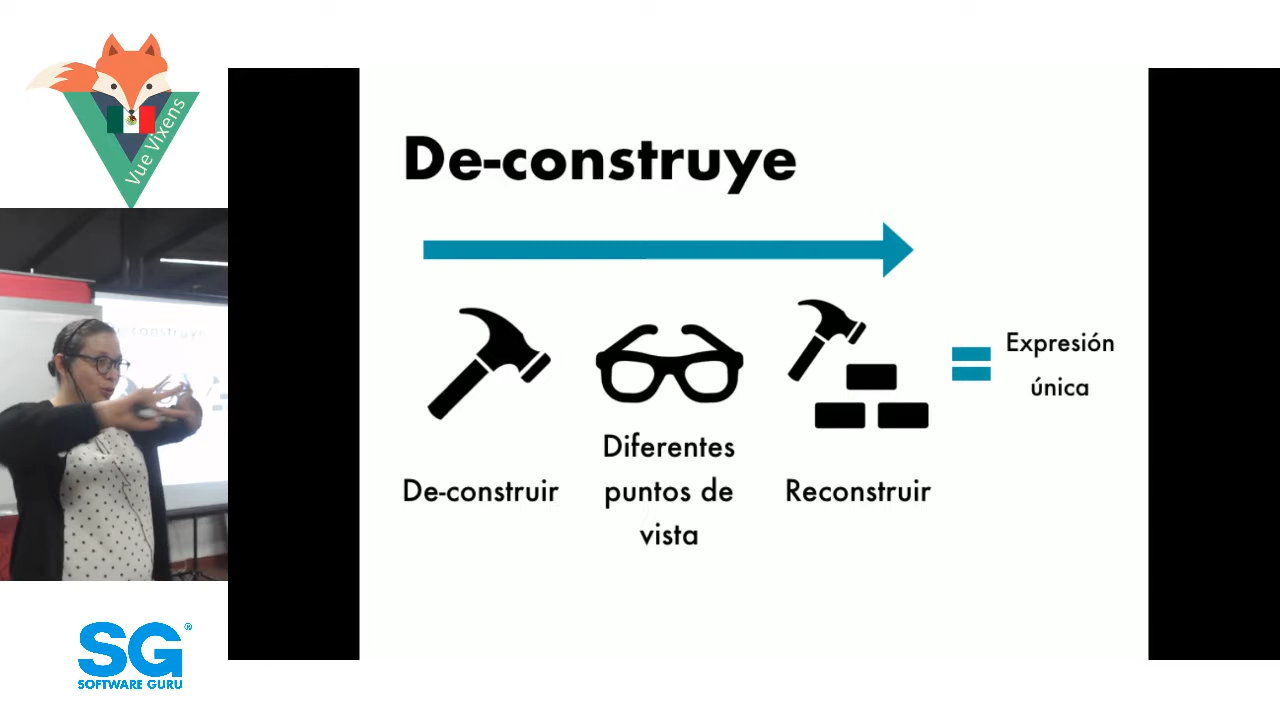 Vue Vixens
De-construye
Expresión
única
Diferentes
puntos de
vista
De-construir
Reconstruir
SG®
SOFTWARE GURU